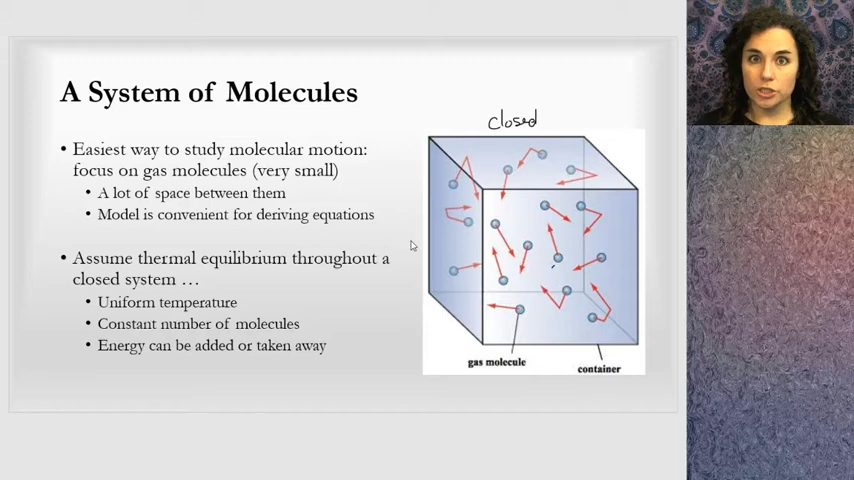 A System of Molecules
• Easiest way to study molecular motion:
focus on gas molecules (very small)
• A lot of space between them
• Model is convenient for deriving equations
• Assume thermal equilibrium throughout a
closed system …
• Uniform temperature
• Constant number of molecules
• Energy can be added or taken away
closed
gas molecule
container